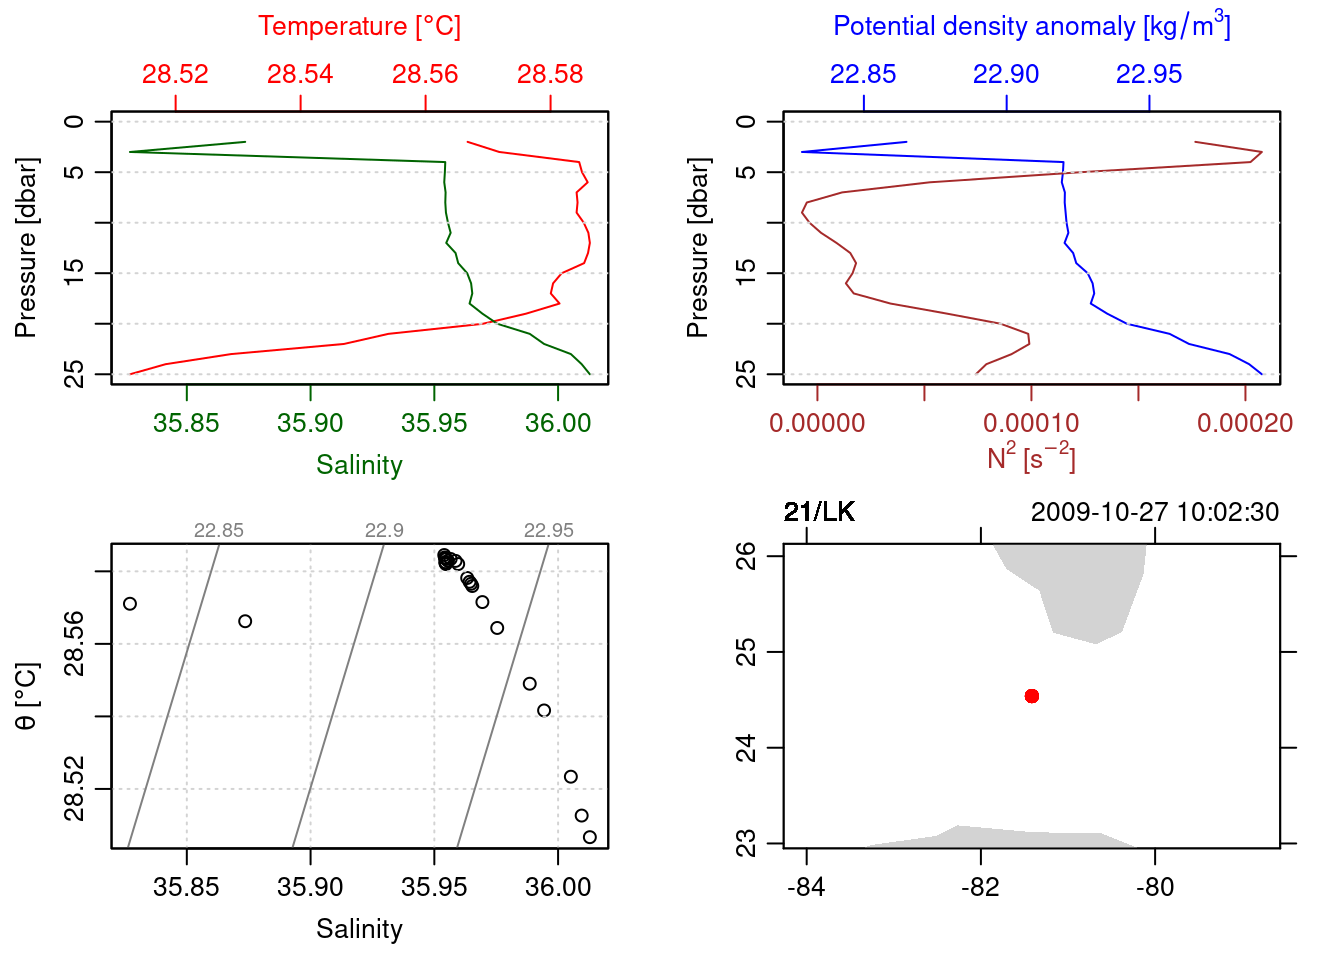 Temperature [°C]
28.52 28.54 28.56 28.58
Pressure [dbar]
0
5
15
25
35.85 35.90 35.95 36.00
Salinity
Potential density anomaly [kg/m³]
22.85 22.90 22.95
Pressure [dbar]
0
5
15
25
0.00000 0.00010 0.00020
N² [s⁻²]
22.85 22.9 22.95
θ [°C]
28.56
28.52
35.85 35.90 35.95 36.00
Salinity
21/LK 2009-10-27 10:02:30
26
25
24
23
-84 -82 -80